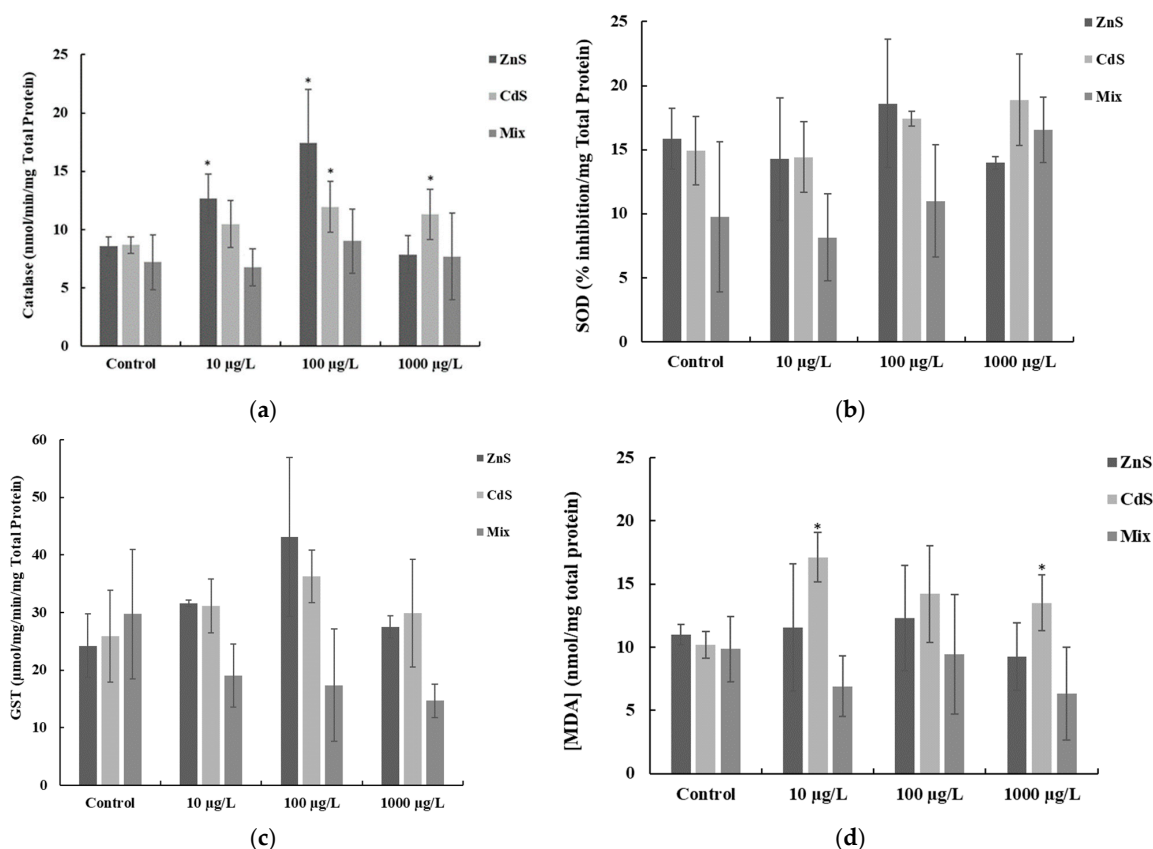 25
20
15
10
5
0
Catalase (nmol/min/mg Total Protein)
*
*
*
*
ZnS
CdS
Mix
Control
10 µg/L
100 µg/L
1000 µg/L
(a)
25
20
15
10
5
0
SOD (% inhibition/mg Total Protein)
ZnS
CdS
Mix
Control
10 µg/L
100 µg/L
1000 µg/L
(b)
60
50
40
30
20
10
0
GST (µmol/mg/min/mg Total Protein)
ZnS
CdS
Mix
Control
10 µg/L
100 µg/L
1000 µg/L
(c)
25
20
15
10
5
0
[MDA] (nmol/mg total protein)
*
*
ZnS
CdS
Mix
Control
10 µg/L
100 µg/L
1000 µg/L
(d)